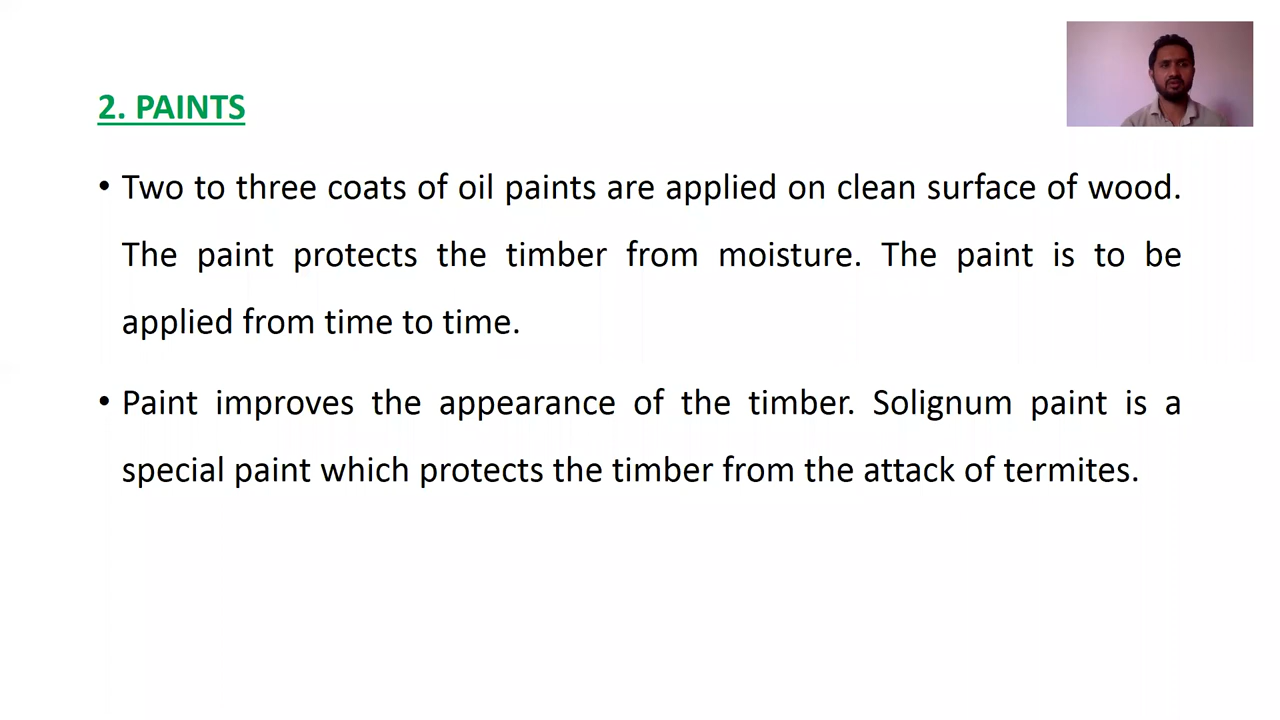 2. PAINTS
• Two to three coats of oil paints are applied on clean surface of wood.
The paint protects the timber from moisture. The paint is to be
applied from time to time.
• Paint improves the appearance of the timber. Solignum paint is a
special paint which protects the timber from the attack of termites.